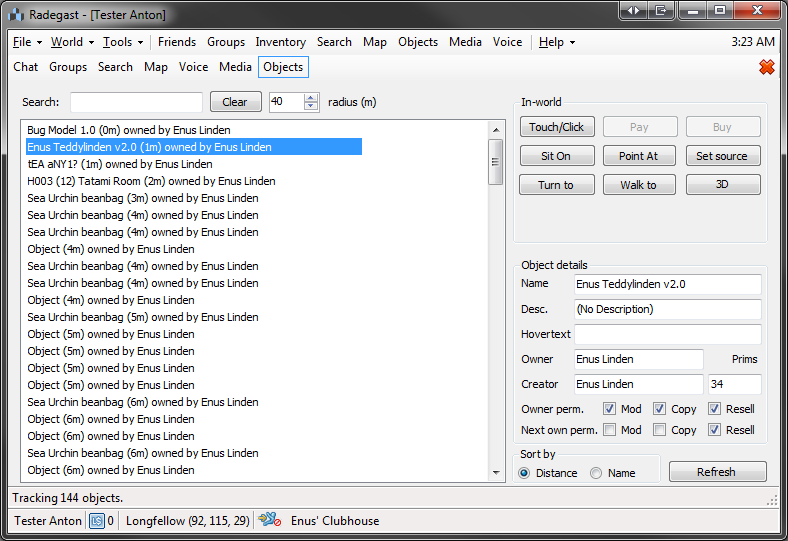 Radegast - [Tester Anton]
File World Tools Friends Groups Inventory Search Map Objects Media Voice Help 3:23 AM
Chat Groups Search Map Voice Media Objects
Search: Clear 40 radius (m)
Bug Model 1.0 (0m) owned by Enus Linden
Enus Teddylinden v2.0 (1m) owned by Enus Linden
tEA aNY1? (1m) owned by Enus Linden
H003 (12) Tatami Room (2m) owned by Enus Linden
Sea Urchin beanbag (3m) owned by Enus Linden
Sea Urchin beanbag (4m) owned by Enus Linden
Sea Urchin beanbag (4m) owned by Enus Linden
Object (4m) owned by Enus Linden
Sea Urchin beanbag (4m) owned by Enus Linden
Sea Urchin beanbag (4m) owned by Enus Linden
Object (4m) owned by Enus Linden
Sea Urchin beanbag (5m) owned by Enus Linden
Object (5m) owned by Enus Linden
Object (5m) owned by Enus Linden
Object (5m) owned by Enus Linden
Object (5m) owned by Enus Linden
Sea Urchin beanbag (6m) owned by Enus Linden
Object (6m) owned by Enus Linden
Object (6m) owned by Enus Linden
Sea Urchin beanbag (6m) owned by Enus Linden
Object (6m) owned by Enus Linden
In-world
Touch/Click Pay Buy
Sit On Point At Set source
Turn to Walk to 3D
Object details
Name Enus Teddylinden v2.0
Desc. (No Description)
Hovertext
Owner Enus Linden Prims
Creator Enus Linden 34
Owner perm. Mod Copy Resell
Next own perm. Mod Copy Resell
Sort by
Distance Name Refresh
Tracking 144 objects.
Tester Anton L$ 0 Longfellow (92, 115, 29) Enus' Clubhouse